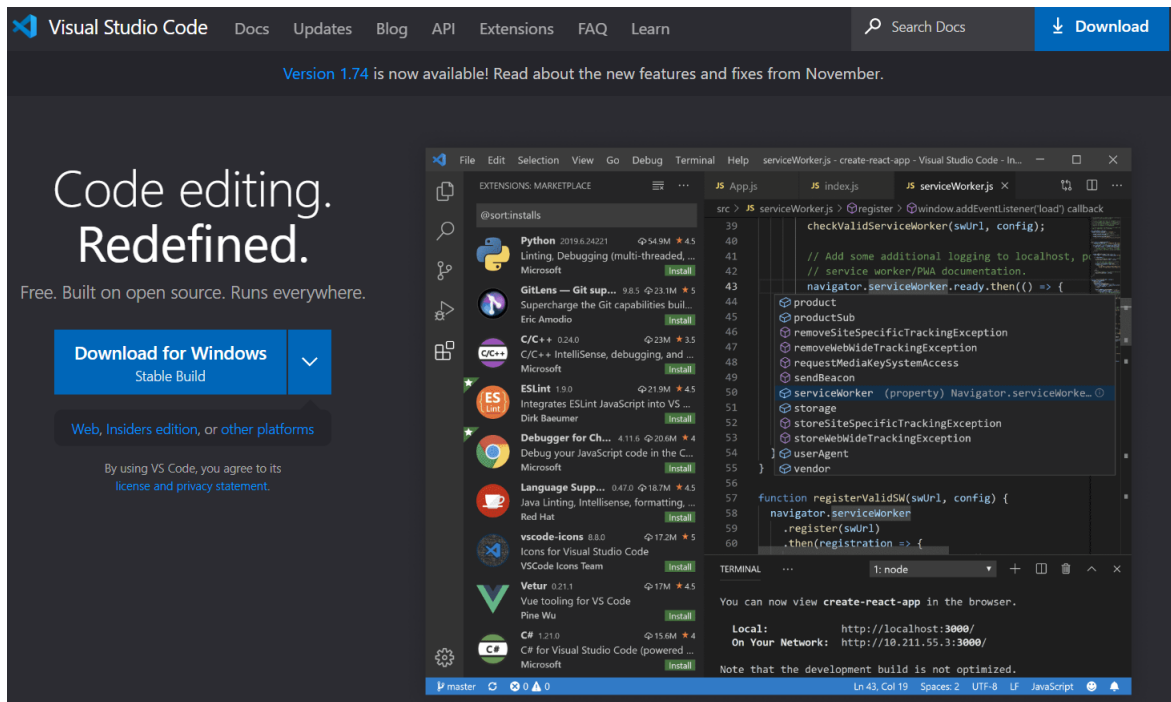 Visual Studio Code Docs Updates Blog API Extensions FAQ Learn Search Docs Download
Version 1.74 is now available! Read about the new features and fixes from November.
Code editing.
Redefined.
Free. Built on open source. Runs everywhere.
Download for Windows
Stable Build
Web, Insiders edition, or other platforms
By using VS Code, you agree to its
license and privacy statement.
File Edit Selection View Go Debug Terminal Help serviceWorker.js - create-react-app - Visual Studio Code - In...
EXTENSIONS: MARKETPLACE
@sort:installs
Python 2019.6.24221 54.9M ★ 4.5
Linting, Debugging (multi-threaded, ...
Microsoft Install
GitLens — Git sup... 9.8.5 23.1M ★ 5
Supercharge the Git capabilities buil...
Eric Amodio Install
C/C++ 0.24.0 23M ★ 3.5
C/C++ IntelliSense, debugging, and ...
Microsoft Install
ESLint 1.9.0 21.9M ★ 4.5
Integrates ESLint JavaScript into VS ...
Dirk Baeumer Install
Debugger for Ch... 4.11.6 20.6M ★ 4
Debug your JavaScript code in the C...
Microsoft Install
Language Supp... 0.47.0 18.7M ★ 4.5
Java Linting, Intellisense, formatting, ...
Red Hat Install
vscode-icons 8.8.0 17.2M ★ 5
Icons for Visual Studio Code
VSCode Icons Team Install
Vetur 0.21.1 17M ★ 4.5
Vue tooling for VS Code
Pine Wu Install
C# 1.21.0 15.6M ★ 4
C# for Visual Studio Code (powered ...
Microsoft Install
C/C++
ES
Lint
C#
JS App.js JS index.js JS serviceWorker.js ×
src > JS serviceWorker.js > register > window.addEventListener('load') callback
39 checkValidServiceWorker(swUrl, config);
40
41 // Add some additional logging to localhost, po
42 // service worker/PWA documentation.
43 navigator.serviceWorker.ready.then(() => {
44 product
45 productSub
46 removeSiteSpecificTrackingException
47 removeWebWideTrackingException
48 requestMediaKeySystemAccess
49 sendBeacon
50 serviceWorker (property) Navigator.serviceWorke...
51 storage
52 storeSiteSpecificTrackingException
53 storeWebWideTrackingException
54 } userAgent
55 } vendor
56
57 function registerValidSW(swUrl, config) {
58 navigator.serviceWorker
59 .register(swUrl)
60 .then(registration => {
TERMINAL ... 1: node
You can now view create-react-app in the browser.
Local: http://localhost:3000/
On Your Network: http://10.211.55.3:3000/
Note that the development build is not optimized.
master 0 0 Ln 43, Col 19 Spaces: 2 UTF-8 LF JavaScript